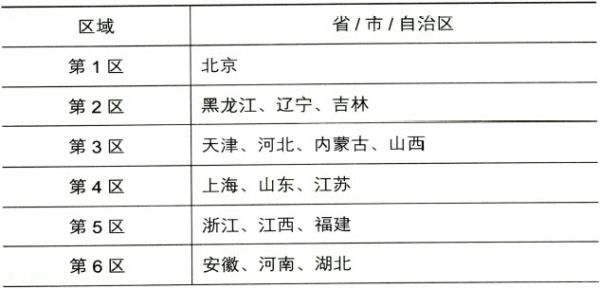 区域 省/市/自治区
第1区 北京
第2区 黑龙江、辽宁、吉林
第3区 天津、河北、内蒙古、山西
第4区 上海、山东、江苏
第5区 浙江、江西、福建
第6区 安徽、河南、湖北